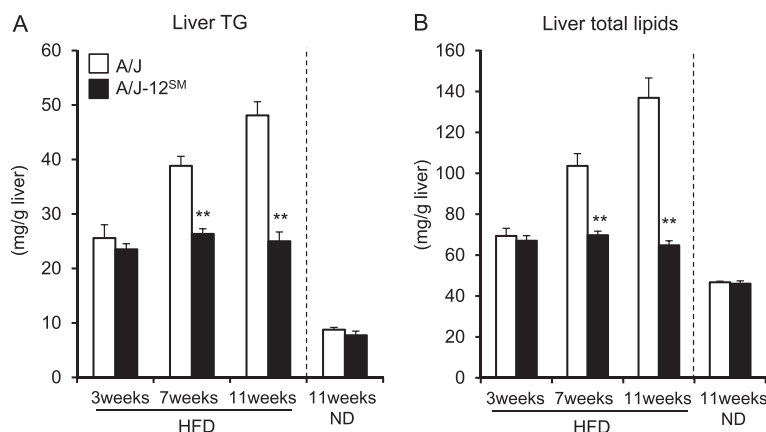 A
Liver TG
60
50
40
30
20
10
0
(mg/g liver)
A/J
A/J-12SM
**
**
3weeks 7weeks 11weeks 11weeks
HFD
ND
B
Liver total lipids
160
140
120
100
80
60
40
20
0
(mg/g liver)
**
**
3weeks 7weeks 11weeks 11weeks
HFD
ND